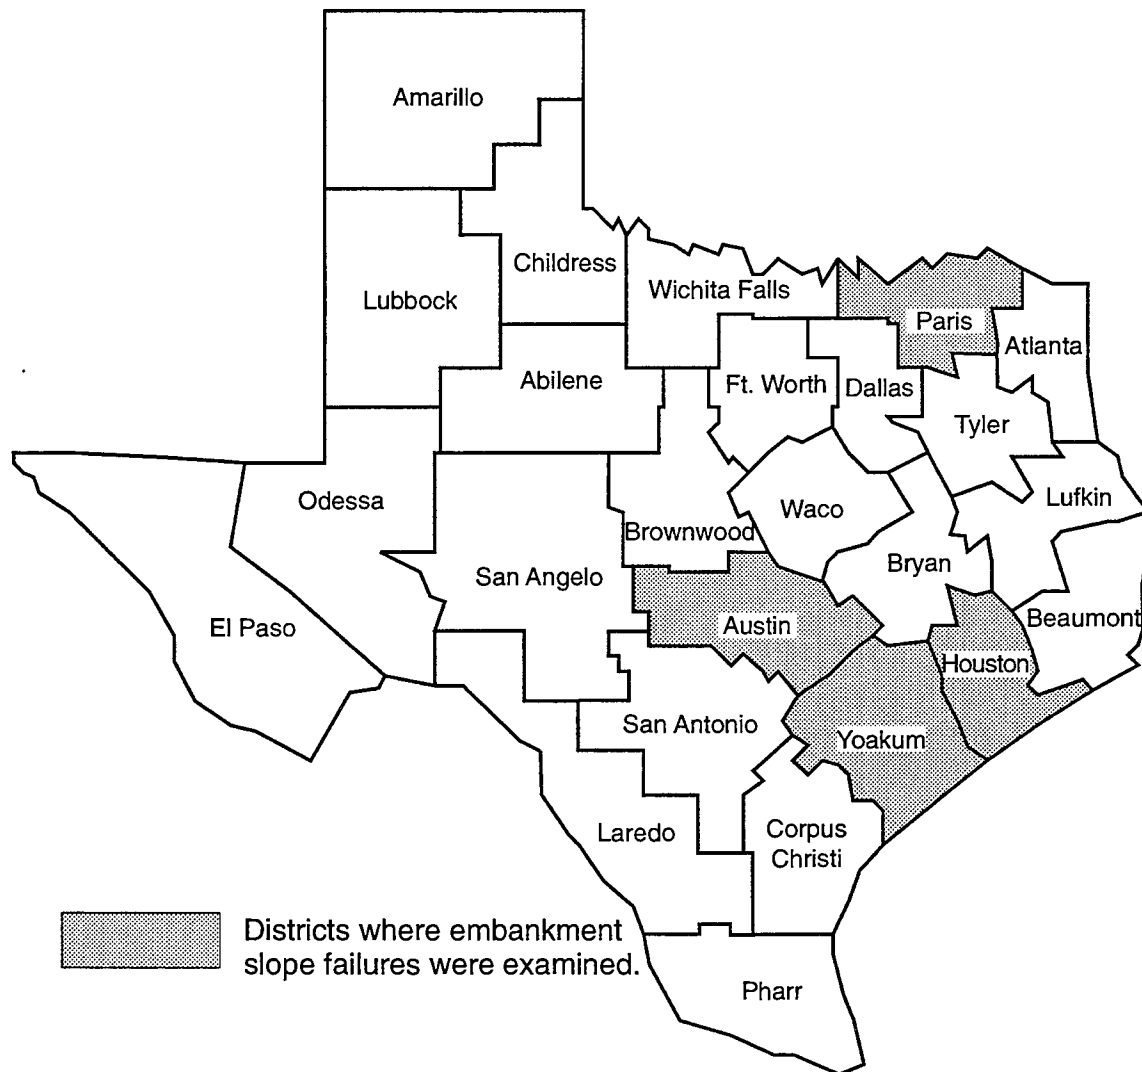 Amarillo
Childress
Lubbock
Wichita Falls
Paris
Atlanta
Abilene
Ft. Worth
Dallas
Tyler
Odessa
Lufkin
Waco
Brownwood
Bryan
San Angelo
El Paso
Austin
Beaumont
Houston
San Antonio
Yoakum
Laredo
Corpus
Christi
Districts where embankment
slope failures were examined.
Pharr